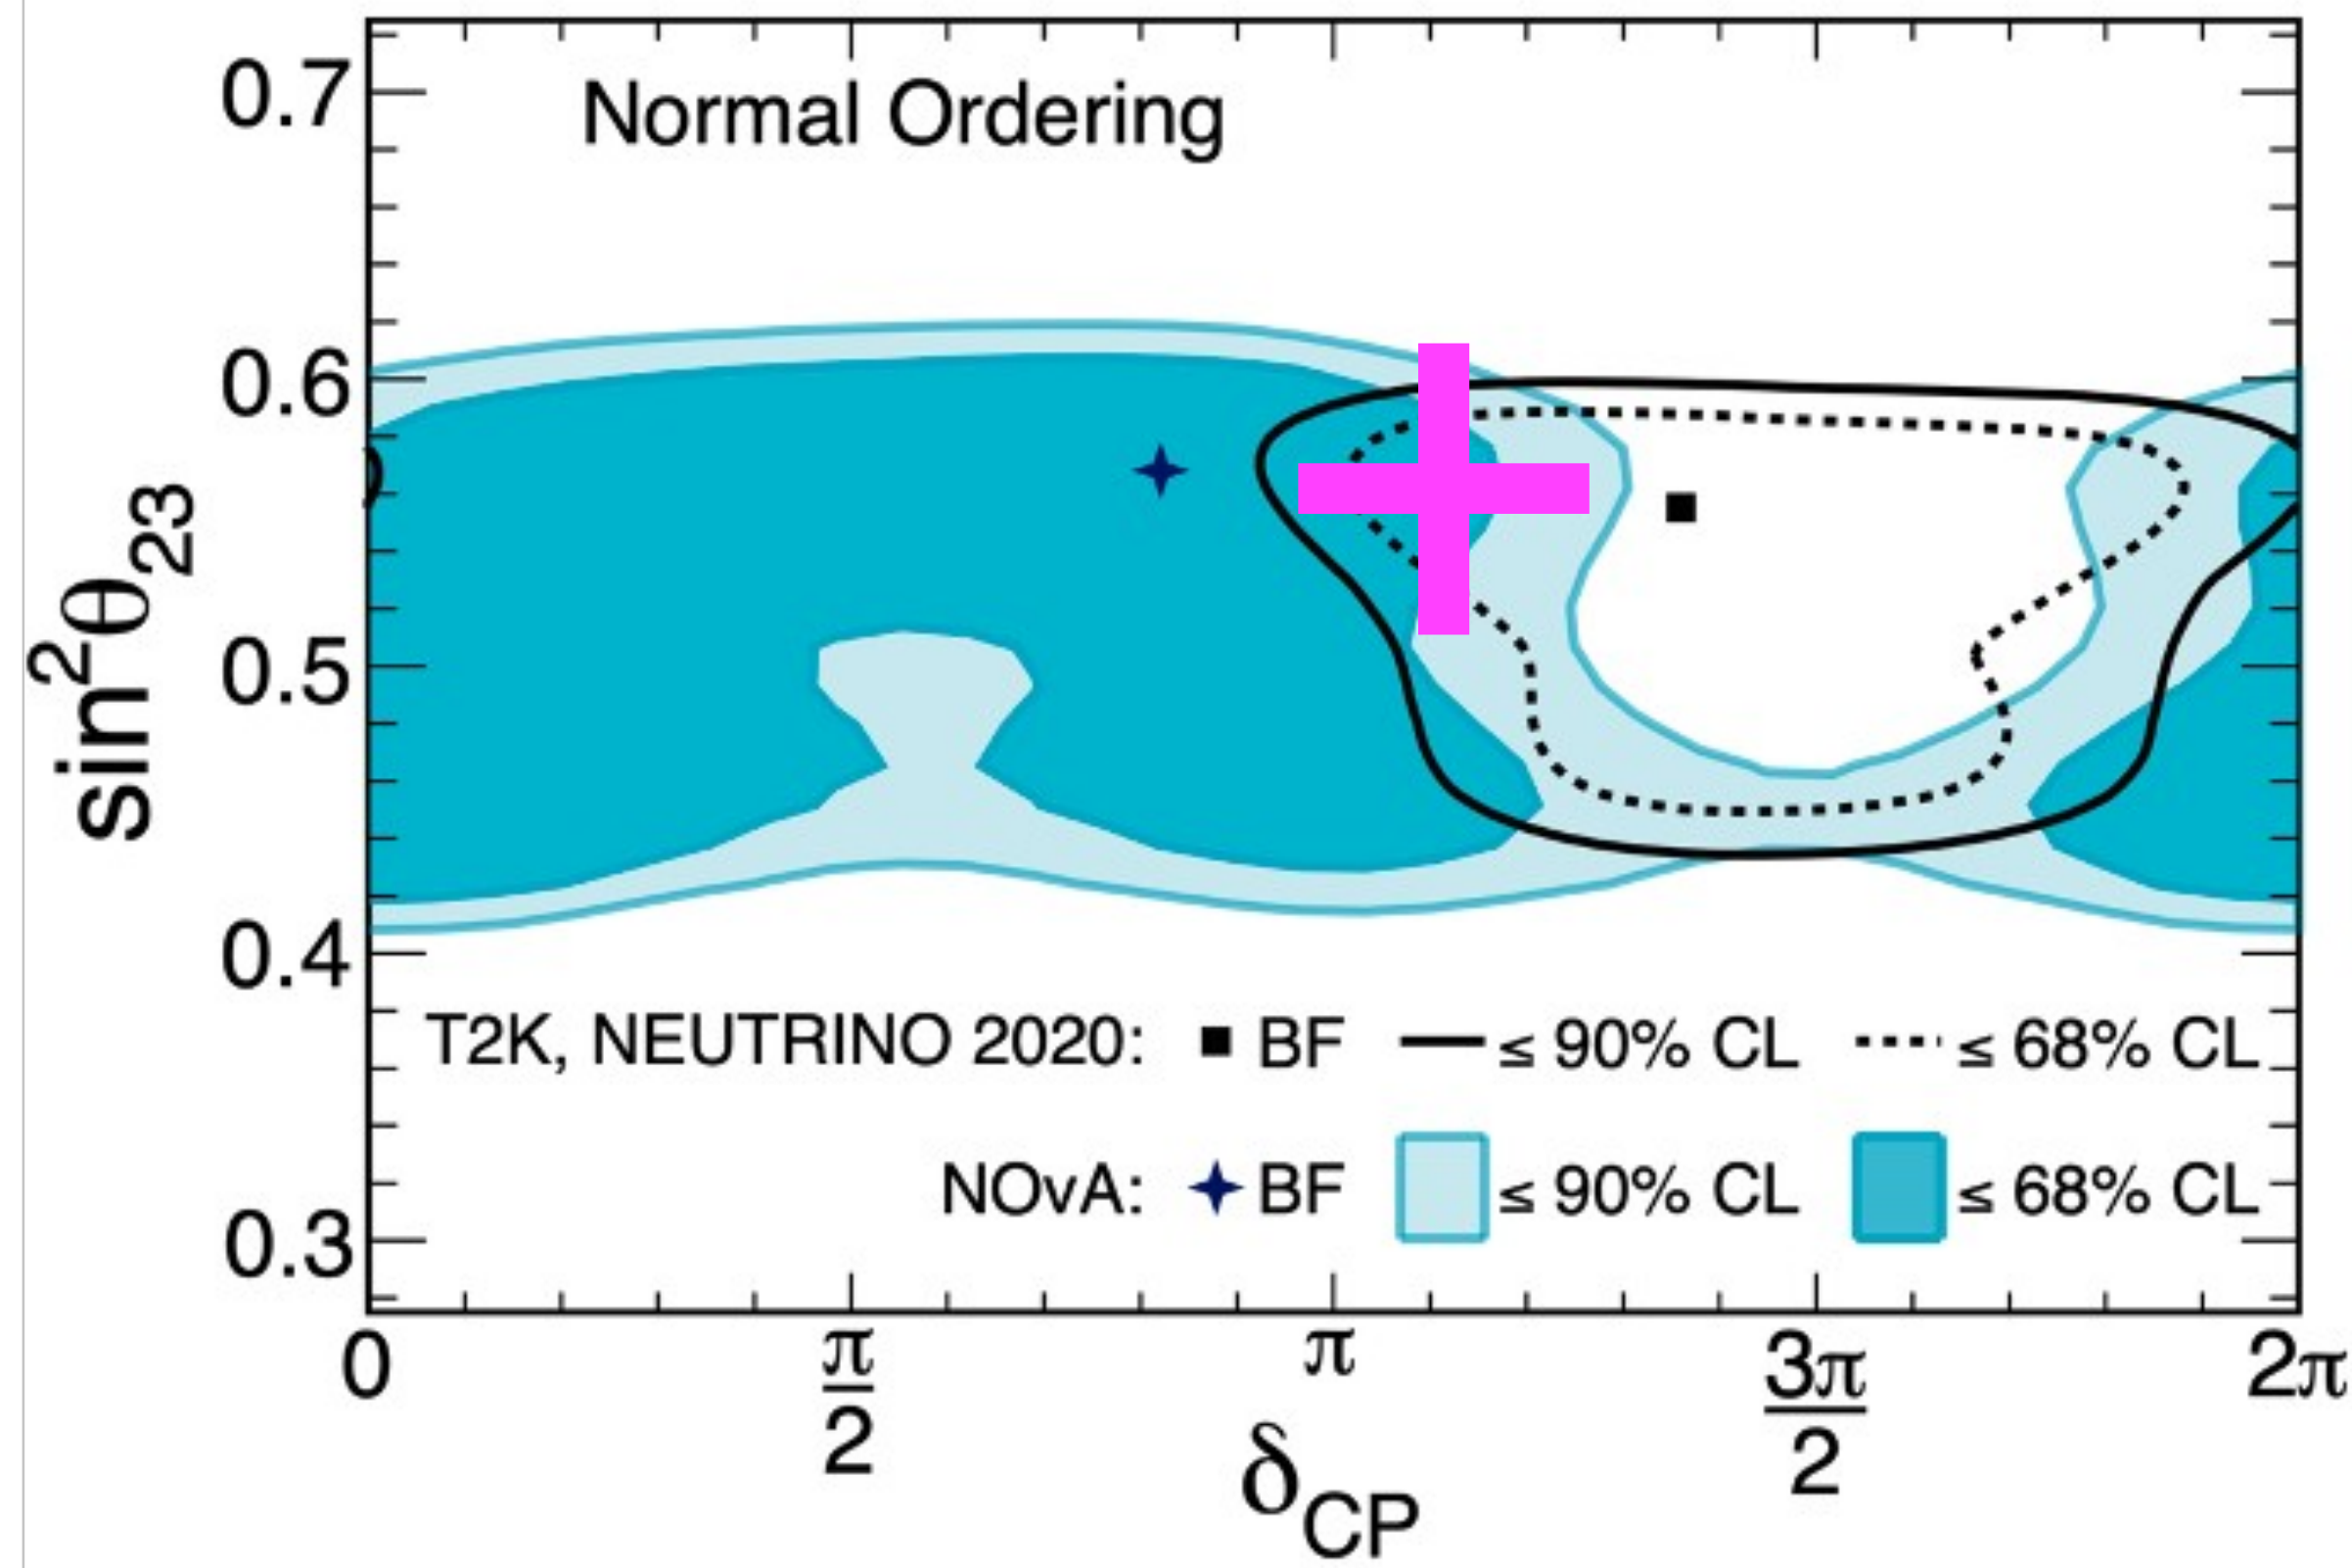 Normal Ordering
0.7
0.6
0.5
0.4
0.3
sin²θ₂₃
T2K, NEUTRINO 2020: BF ≤ 90% CL ≤ 68% CL
NOvA: BF ≤ 90% CL ≤ 68% CL
0 π/2 π 3π/2 2π
δCP